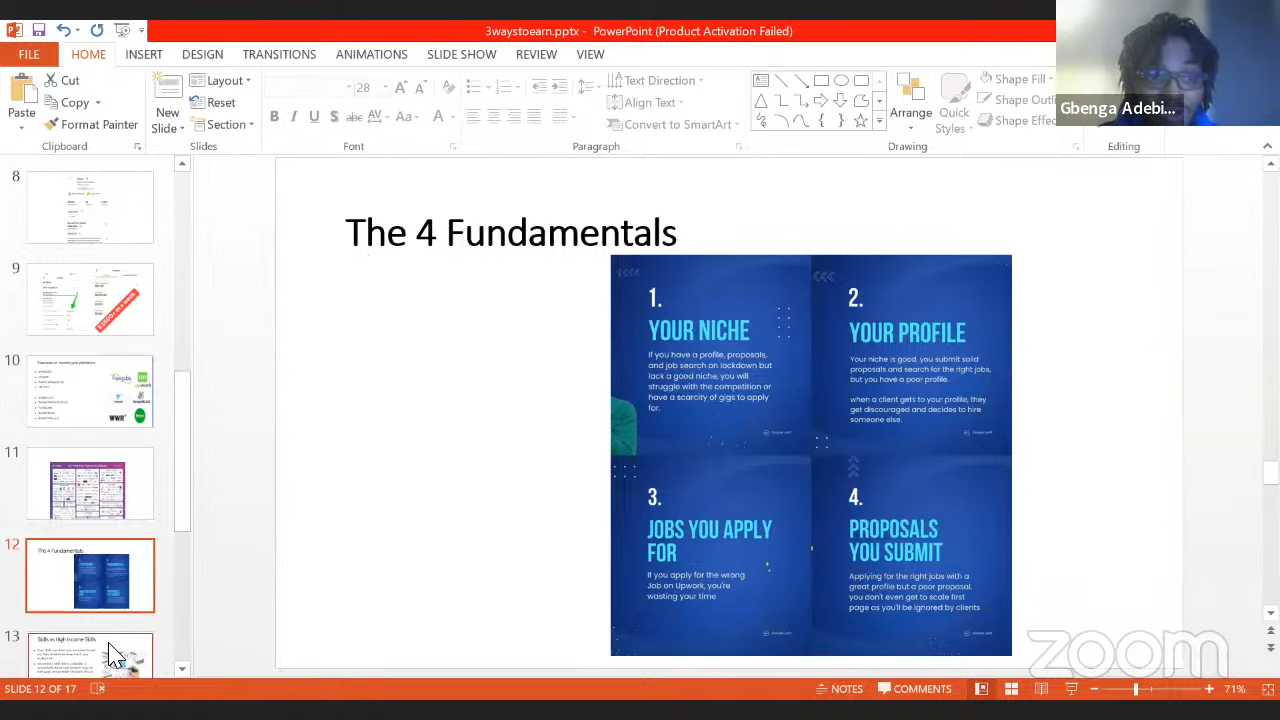 3waystoearn.pptx - PowerPoint (Product Activation Failed)
FILE HOME INSERT DESIGN TRANSITIONS ANIMATIONS SLIDE SHOW REVIEW VIEW
Gbenga Adebi...
Paste
Cut
Copy
Format Painter
Clipboard
New
Slide
Layout
Reset
Section
Slides
28
Font
Text Direction
Align Text
Convert to SmartArt
Paragraph
Arrange
Quick
Styles
Shape Fill
Shape Outli
Shape Effec
Drawing
Editing
8
9
10
11
12
The 4 Fundamentals
13
Skills vs High Income Skills
The 4 Fundamentals
1.
YOUR NICHE
If you have a profile, proposals,
and job search on lockdown but
lack a good niche, you will
struggle with the competition or
have a scarcity of gigs to apply
for.
2.
YOUR PROFILE
Your niche is good, you submit solid
proposals and search for the right jobs,
but you have a poor profile.
when a client gets to your profile, they
get discouraged and decides to hire
someone else.
3.
JOBS YOU APPLY
FOR
If you apply for the wrong
Job on Upwork, you're
wasting your time
4.
PROPOSALS
YOU SUBMIT
Applying for the right jobs with a
great profile but a poor proposal,
you don't even get to scale first
page as you'll be ignored by clients
zoom
SLIDE 12 OF 17
NOTES
COMMENTS
71%